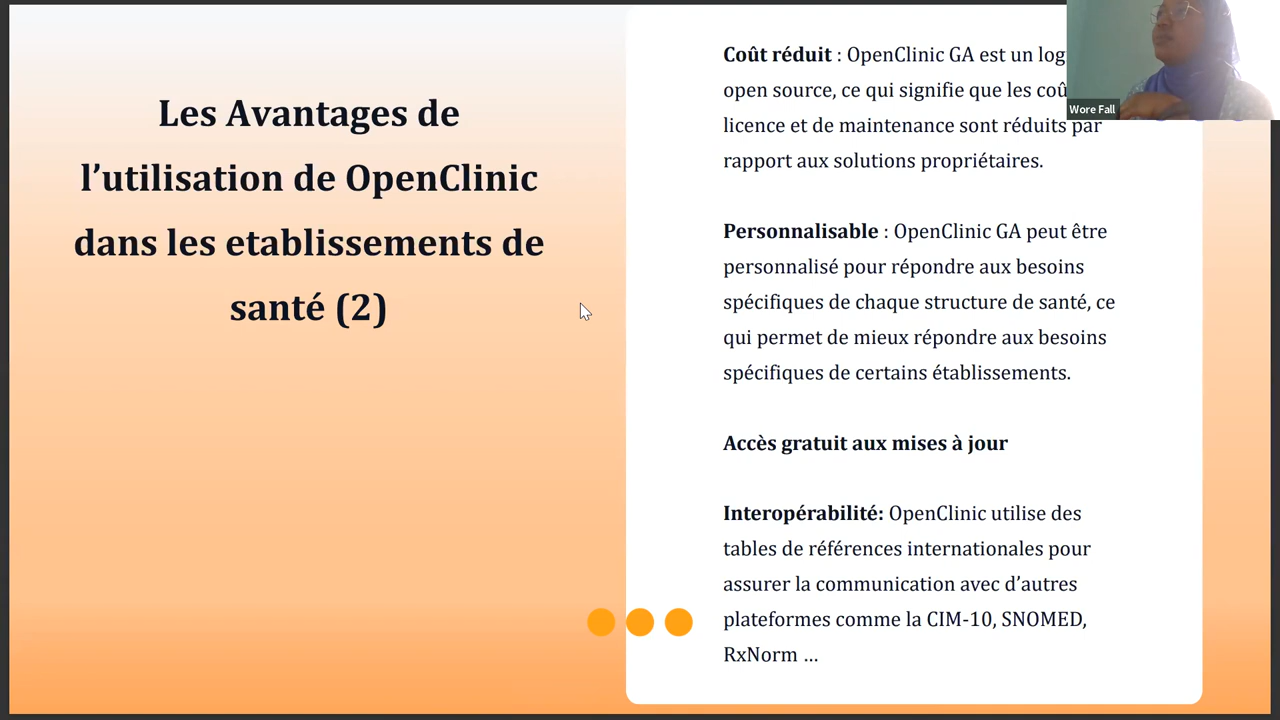 Les Avantages de
l’utilisation de OpenClinic
dans les etablissements de
santé (2)
Coût réduit : OpenClinic GA est un
open source, ce qui signifie que les
licence et de maintenance sont réduits par
rapport aux solutions propriétaires.
Personnalisable : OpenClinic GA peut être
personnalisé pour répondre aux besoins
spécifiques de chaque structure de santé, ce
qui permet de mieux répondre aux besoins
spécifiques de certains établissements.
Accès gratuit aux mises à jour
Interopérabilité: OpenClinic utilise des
tables de références internationales pour
assurer la communication avec d’autres
plateformes comme la CIM-10, SNOMED,
RxNorm ...
Wore Fall